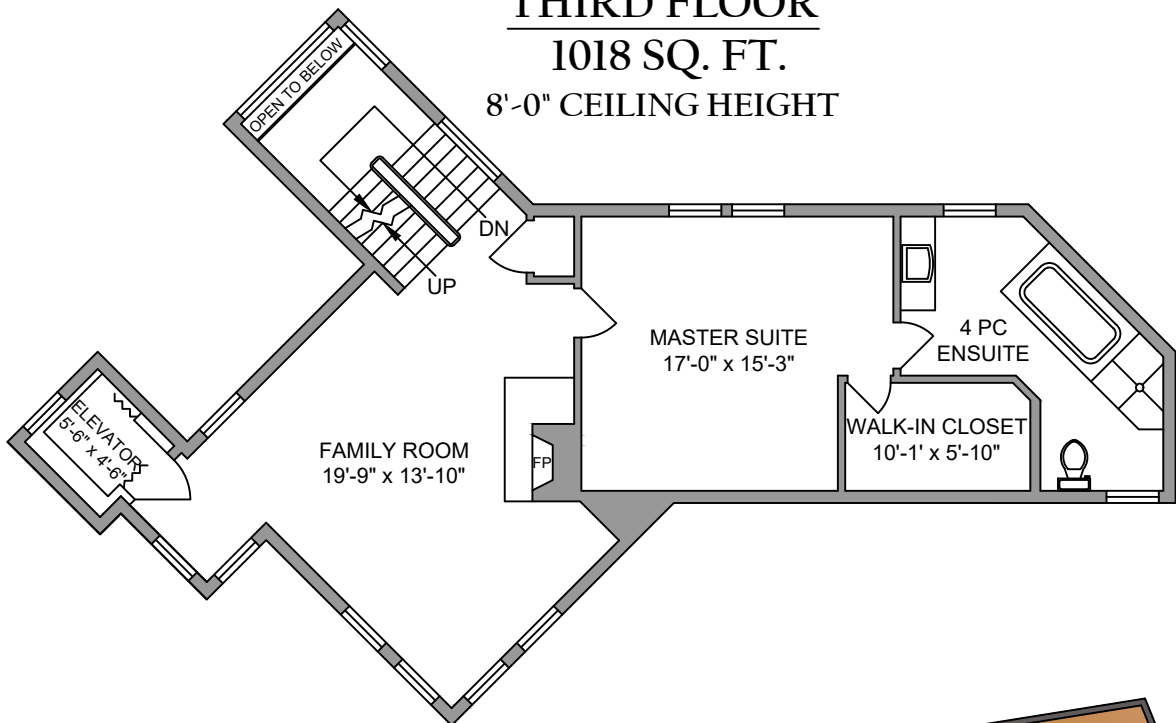 THIRD FLOOR
1018 SQ. FT.
8'-0" CEILING HEIGHT
OPEN TO BELOW
DN
UP
MASTER SUITE
17'-0" x 15'-3"
4 PC
ENSUITE
ELEVATOR
5'-6" x 4'-6"
FAMILY ROOM
19'-9" x 13'-10"
FP
WALK-IN CLOSET
10'-1' x 5'-10"